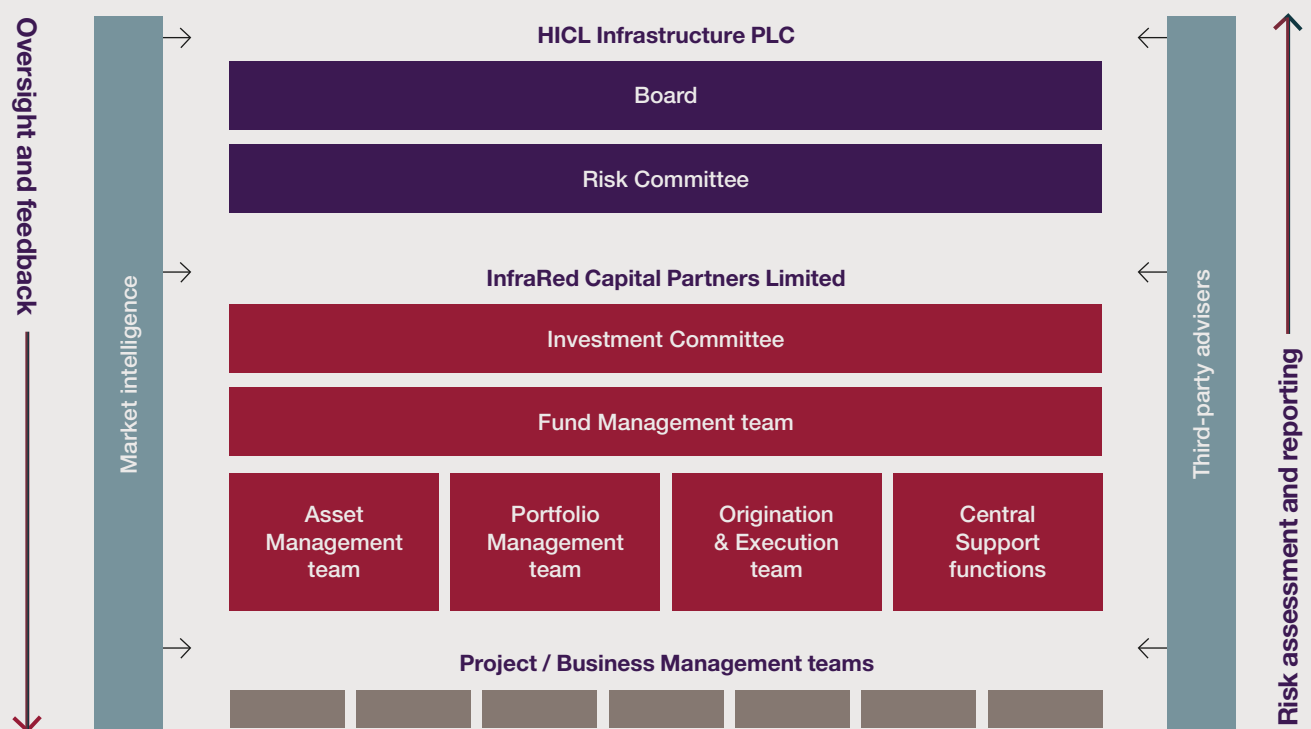 Oversight and feedback
Market intelligence
HICL Infrastructure PLC
Board
Risk Committee
InfraRed Capital Partners Limited
Investment Committee
Fund Management team
Asset
Management
team
Portfolio
Management
team
Origination
& Execution
team
Central
Support
functions
Project / Business Management teams
Third-party advisers
Risk assessment and reporting